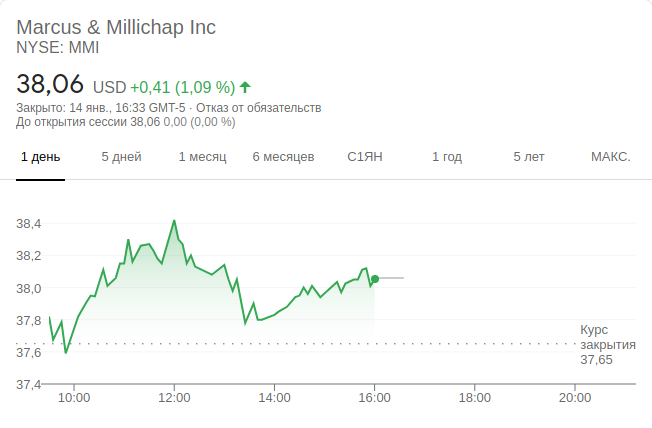 Marcus & Millichap Inc
NYSE: MMI
38,06 USD +0,41 (1,09 %)
Закрыто: 14 янв., 16:33 GMT-5 · Отказ от обязательств
До открытия сессии 38,06 0,00 (0,00 %)
1 день 5 дней 1 месяц 6 месяцев С1ЯН 1 год 5 лет МАКС.
38,4
38,2
38,0
37,8
37,6
37,4
Курс
закрытия
37,65
10:00 12:00 14:00 16:00 18:00 20:00